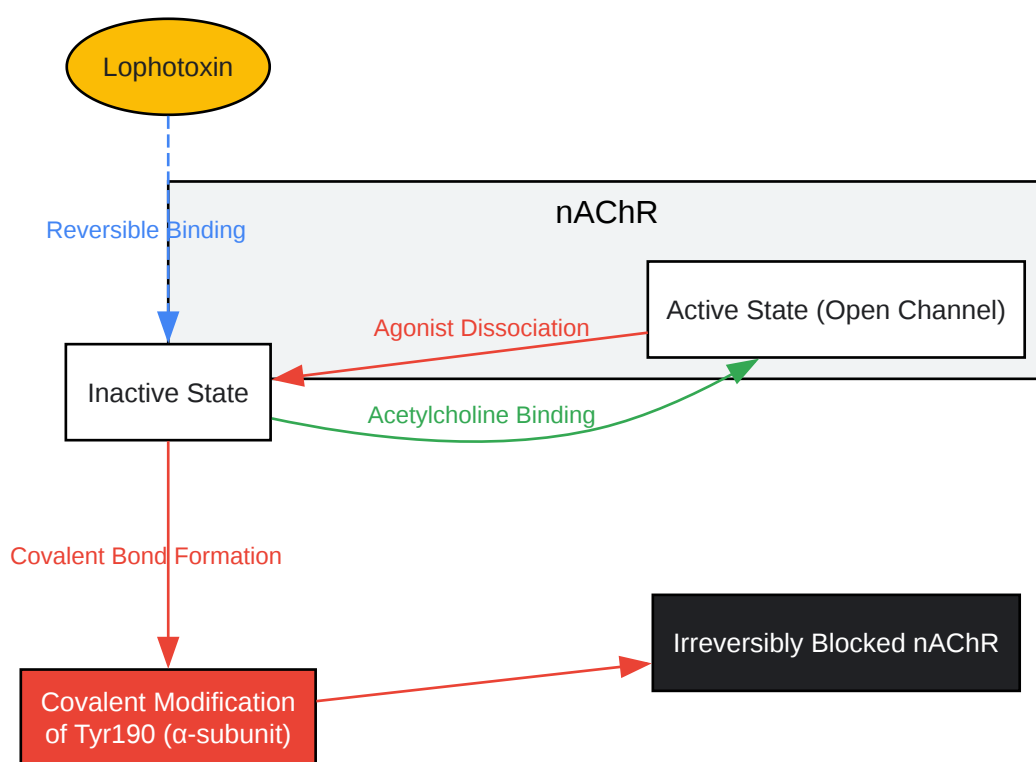 Lophotoxin
nAChR
Reversible Binding
Active State (Open Channel)
Agonist Dissociation
Inactive State
Acetylcholine Binding
Covalent Bond Formation
Irreversibly Blocked nAChR
Covalent Modification
of Tyr190 (α-subunit)